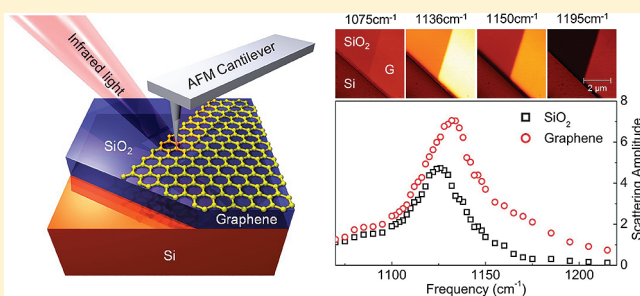 Infrared light
AFM Cantilever
SiO2
Graphene
Si
1075cm-1 1136cm-1 1150cm-1 1195cm-1
SiO2
G
Si
2 μm
SiO2
Graphene
8
6
4
2
0
Scattering Amplitude
1100 1150 1200
Frequency (cm-1)